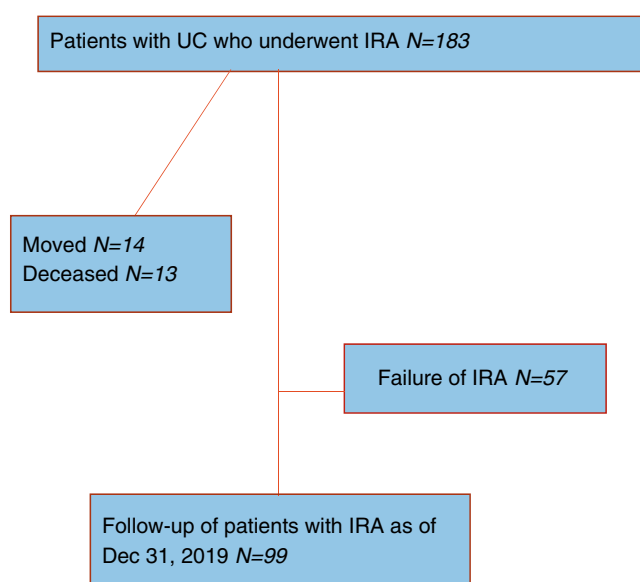 Patients with UC who underwent IRA N=183
Moved N=14
Deceased N=13
Failure of IRA N=57
Follow-up of patients with IRA as of
Dec 31, 2019 N=99